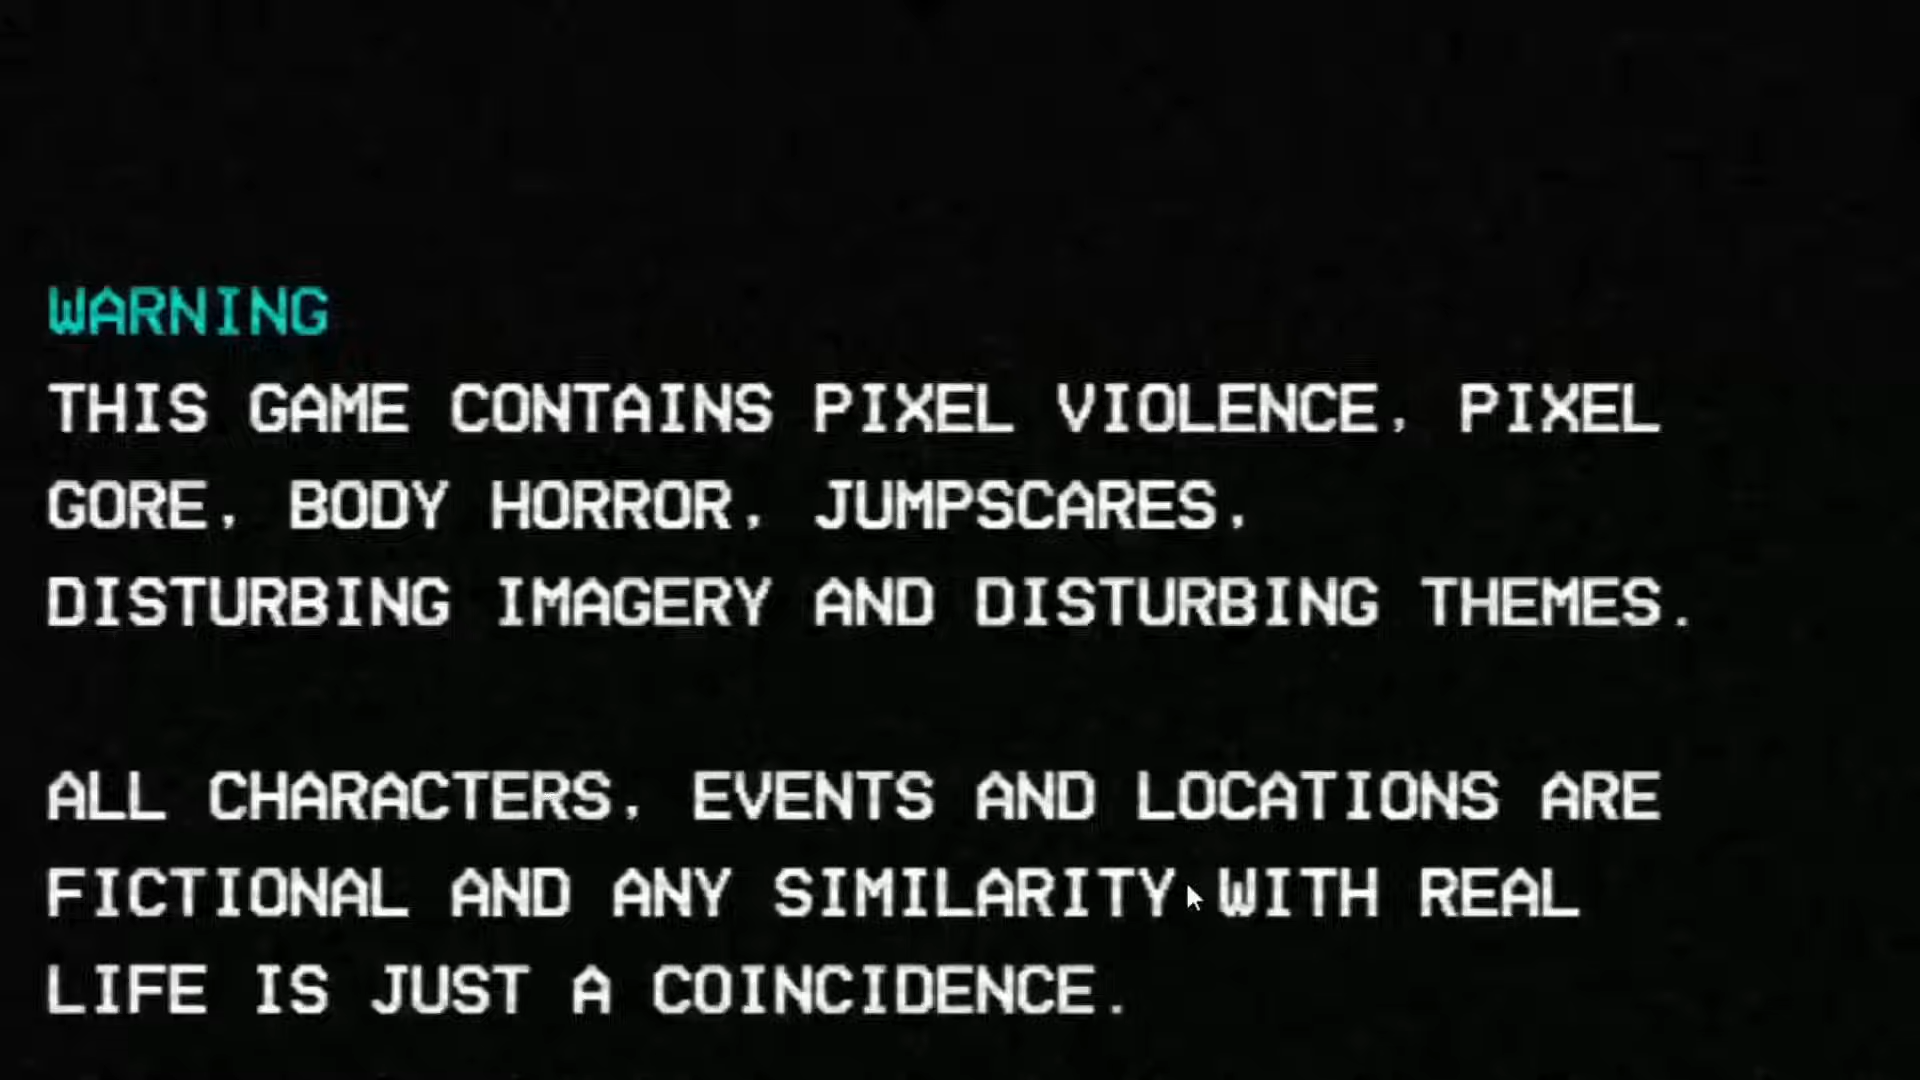 WARNING
THIS GAME CONTAINS PIXEL VIOLENCE, PIXEL
GORE, BODY HORROR, JUMPSCARES,
DISTURBING IMAGERY AND DISTURBING THEMES.
ALL CHARACTERS, EVENTS AND LOCATIONS ARE
FICTIONAL AND ANY SIMILARITY WITH REAL
LIFE IS JUST A COINCIDENCE.